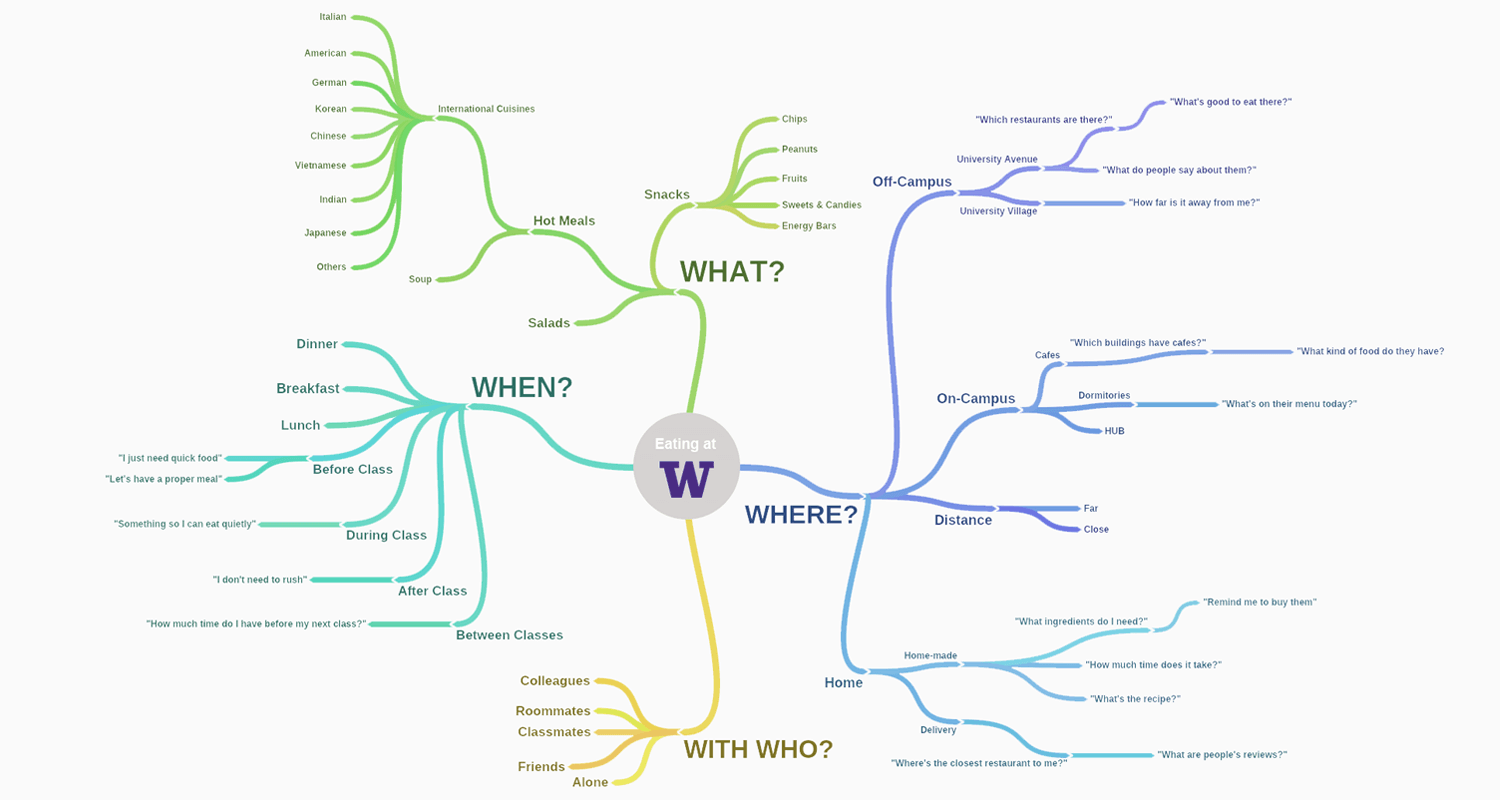 Eating at
W
WHAT?
Hot Meals
International Cuisines
Italian
American
German
Korean
Chinese
Vietnamese
Indian
Japanese
Others
Soup
Salads
Snacks
Chips
Peanuts
Fruits
Sweets & Candies
Energy Bars
WHEN?
Dinner
Breakfast
Lunch
Before Class
"I just need quick food"
"Let's have a proper meal"
During Class
"Something so I can eat quietly"
After Class
"I don't need to rush"
Between Classes
"How much time do I have before my next class?"
WITH WHO?
Colleagues
Roommates
Classmates
Friends
Alone
WHERE?
Off-Campus
University Avenue
"Which restaurants are there?"
"What's good to eat there?"
"What do people say about them?"
University Village
"How far is it away from me?"
On-Campus
Cafes
"Which buildings have cafes?"
"What kind of food do they have?
Dormitories
"What's on their menu today?"
HUB
Distance
Far
Close
Home
Home-made
"What ingredients do I need?"
"Remind me to buy them"
"How much time does it take?"
"What's the recipe?"
Delivery
"Where's the closest restaurant to me?"
"What are people's reviews?"